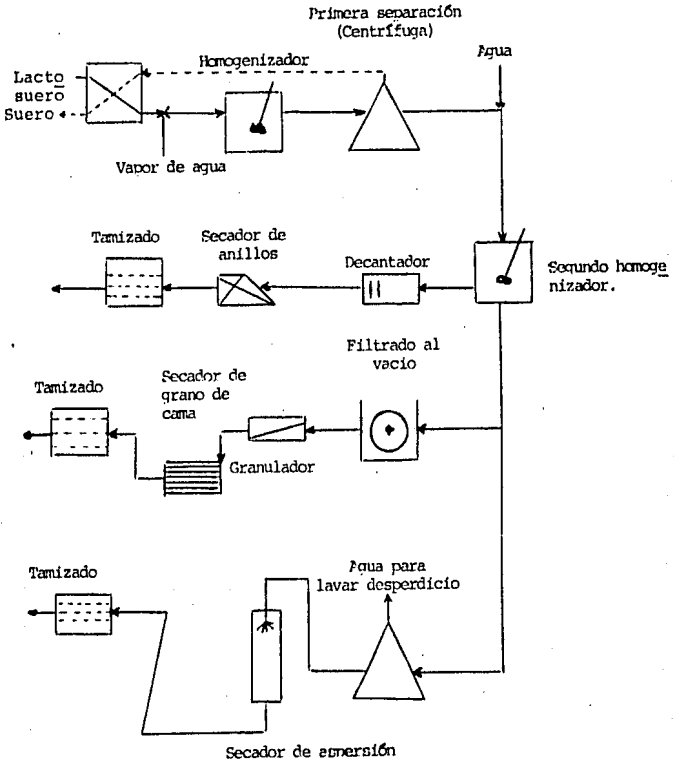 Primera separación
(Centrífuga)
Agua
Homogenizador
Lacto
suero
Suero
Vapor de agua
Tamizado
Secador de
anillos
Decantador
Segundo homoge
nizador.
Filtrado al
vacio
Tamizado
Secador de
grano de
cama
Granulador
Tamizado
Agua para
lavar desperdicio
Secador de aspersión